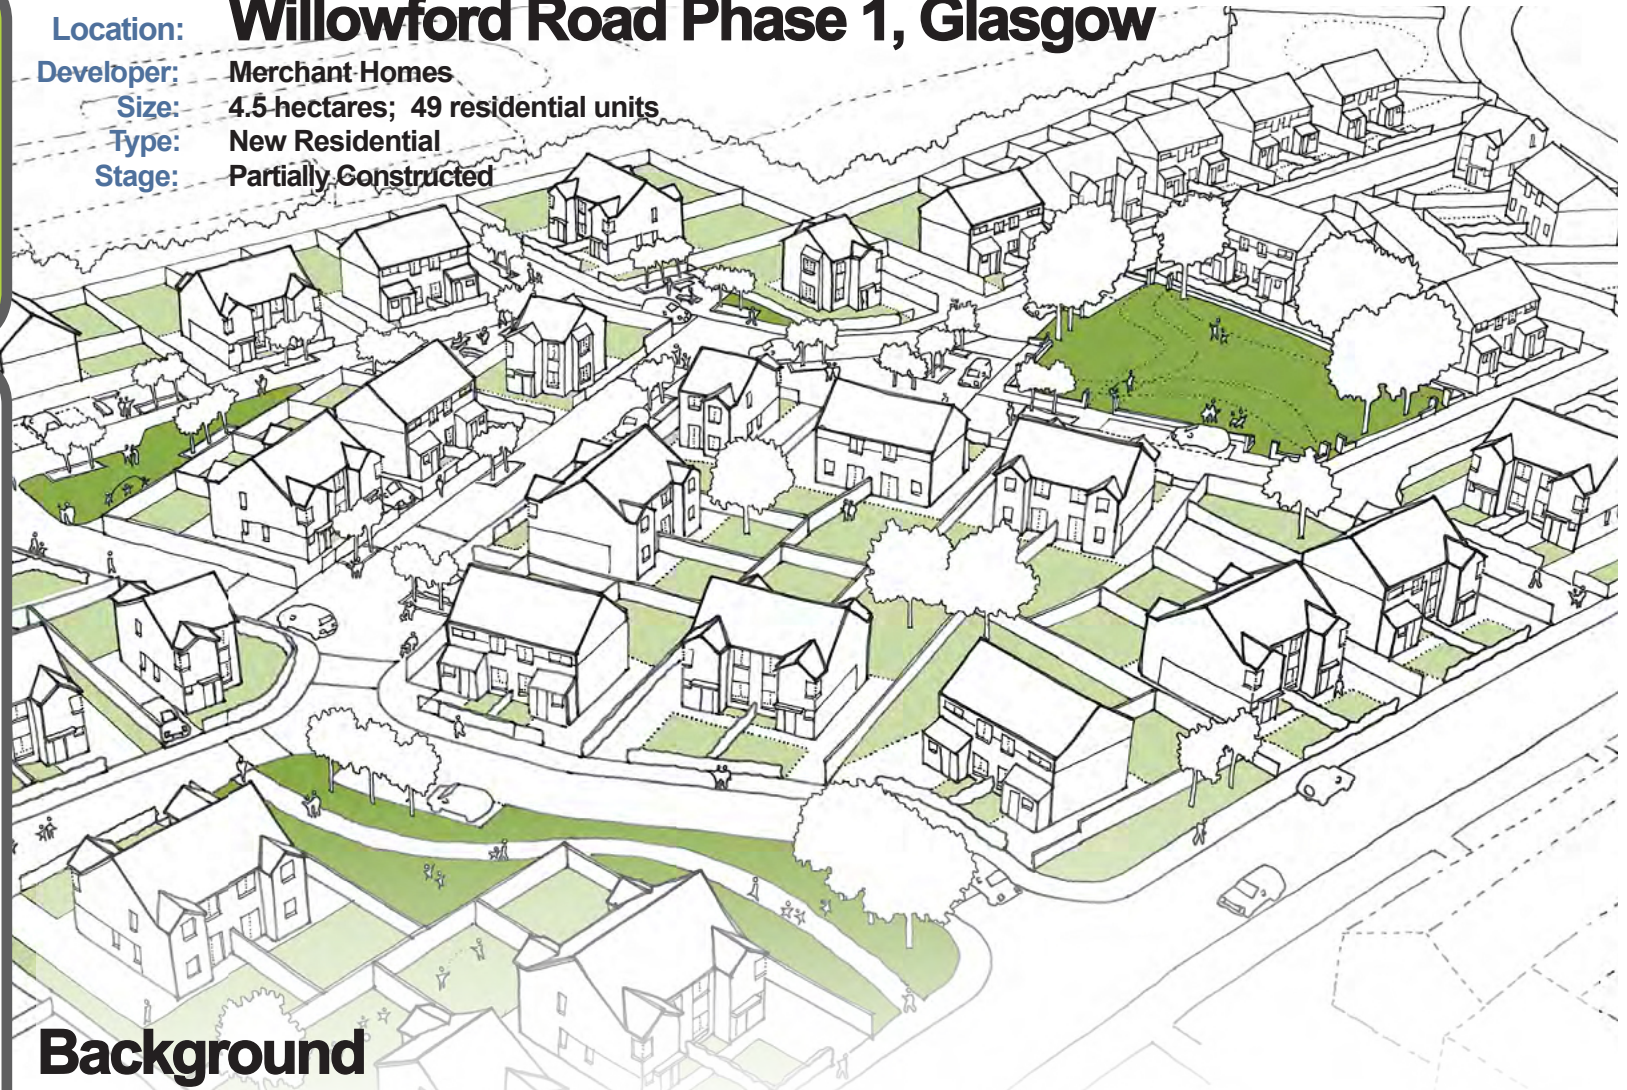 Location: Willowford Road Phase 1, Glasgow
Developer: Merchant Homes
Size: 4.5 hectares; 49 residential units
Type: New Residential
Stage: Partially Constructed
Background